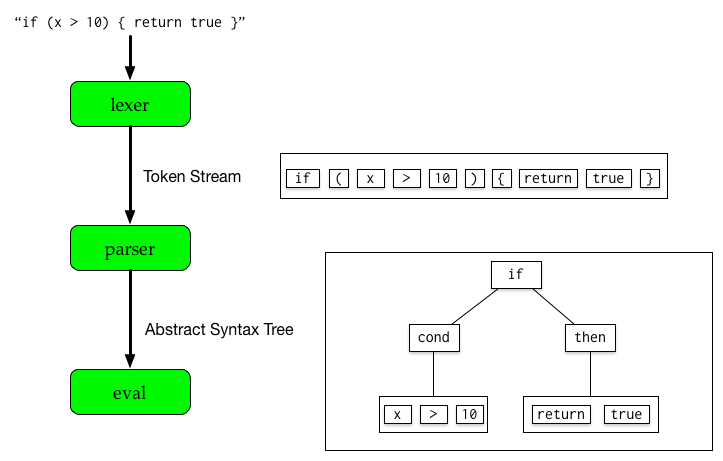 “if (x > 10) { return true }”
lexer
Token Stream
if ( x > 10 ) { return true }
parser
if
Abstract Syntax Tree
cond then
eval
x > 10 return true